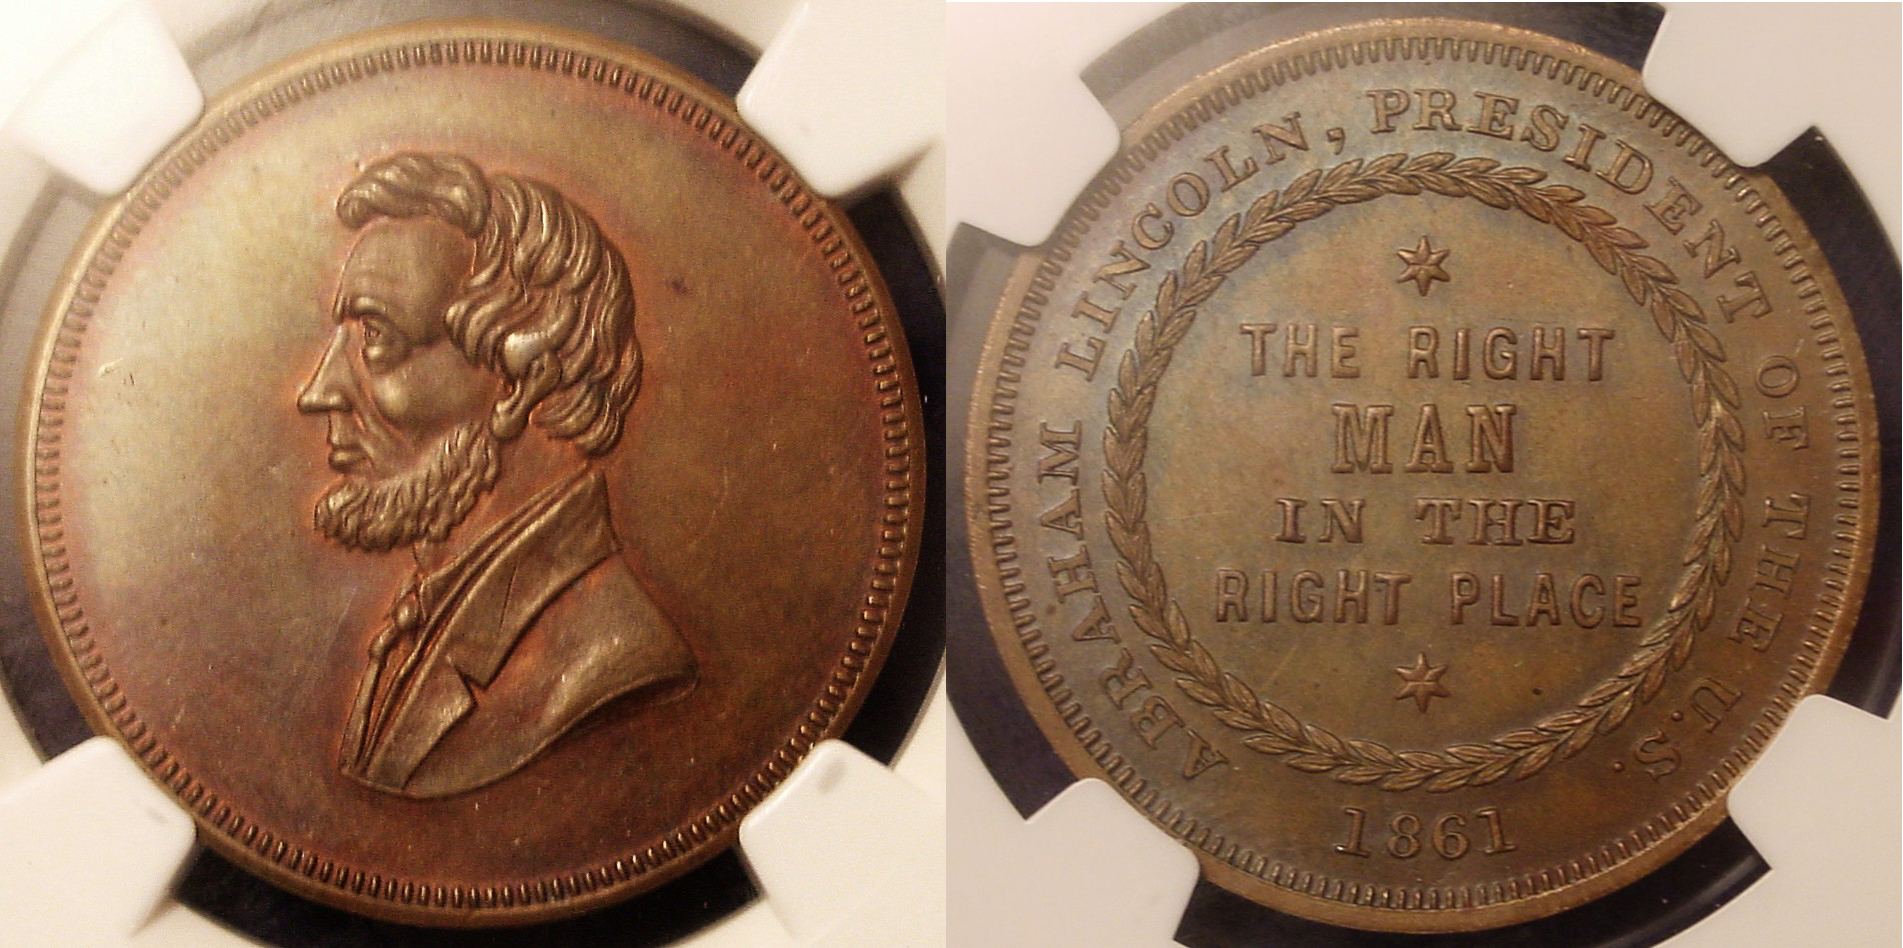 ABRAHAM LINCOLN, PRESIDENT OF THE U.S.
THE RIGHT
MAN
IN THE
RIGHT PLACE
1861